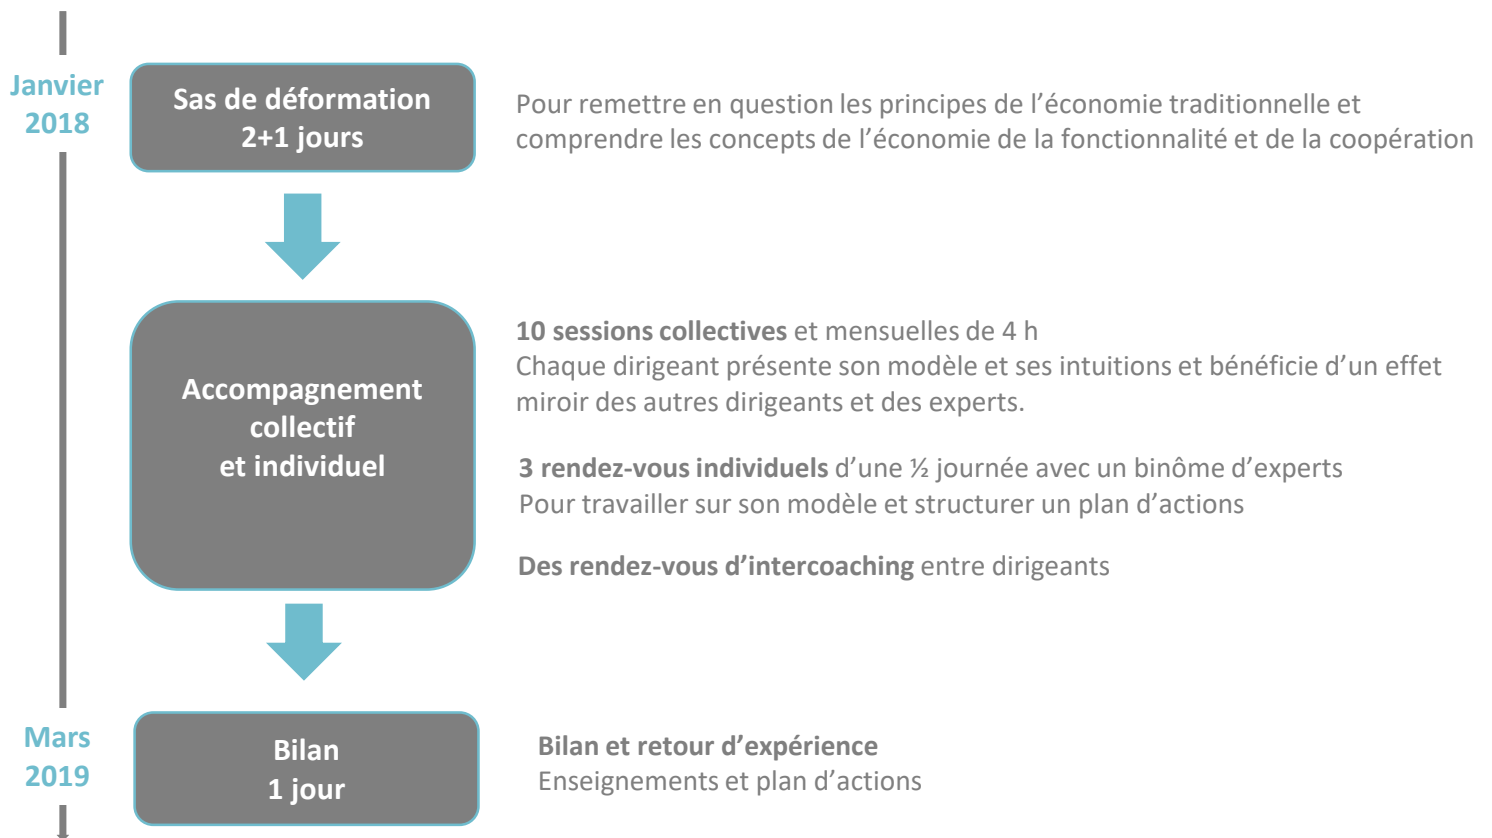 Janvier
2018
Sas de déformation
2+1 jours
Pour remettre en question les principes de l’économie traditionnelle et
comprendre les concepts de l’économie de la fonctionnalité et de la coopération
Accompagnement
collectif
et individuel
10 sessions collectives et mensuelles de 4 h
Chaque dirigeant présente son modèle et ses intuitions et bénéficie d’un effet
miroir des autres dirigeants et des experts.
3 rendez-vous individuels d’une ½ journée avec un binôme d’experts
Pour travailler sur son modèle et structurer un plan d’actions
Des rendez-vous d’intercoaching entre dirigeants
Mars
2019
Bilan
1 jour
Bilan et retour d’expérience
Enseignements et plan d’actions